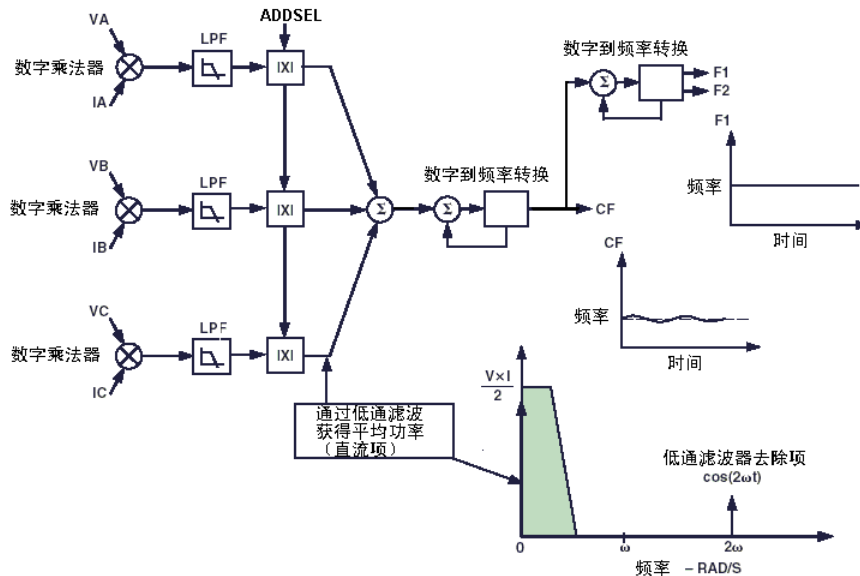 VA
ADDSEL
LPF
数字乘法器
|X|
IA
数字到频率转换
Σ
F1
F2
F1
频率
时间
VB
LPF
数字乘法器
|X|
IB
Σ
数字到频率转换
Σ
CF
CF
频率
时间
VC
LPF
数字乘法器
|X|
IC
通过低通滤波
获得平均功率
（直流项）
V×I
2
低通滤波器去除项
cos(2ωt)
0
ω
2ω
频率 – RAD/S